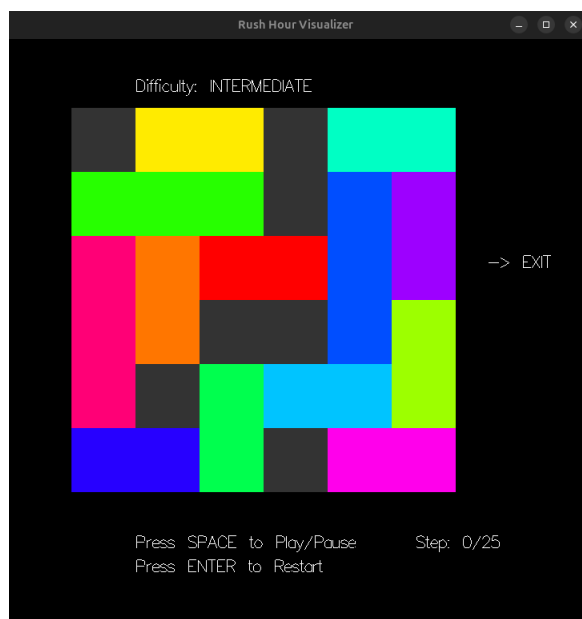 Rush Hour Visualizer
Difficulty: INTERMEDIATE
-> EXIT
Press SPACE to Play/Pause Step: 0/25
Press ENTER to Restart